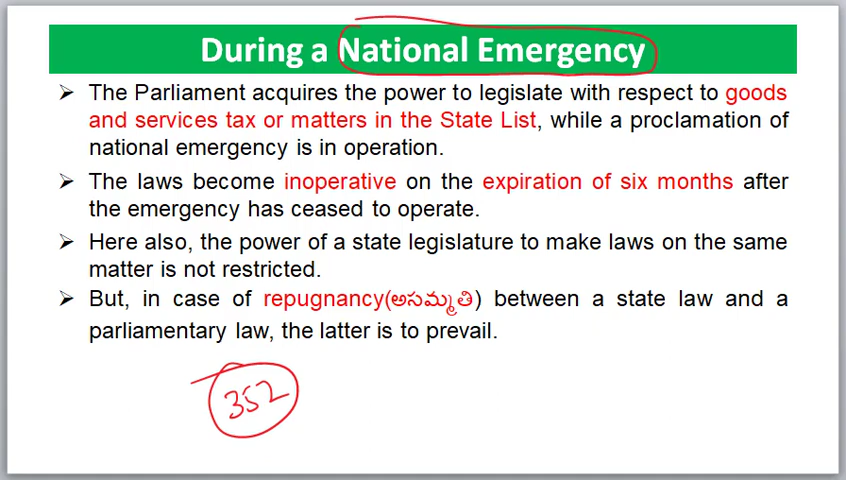 During a National Emergency
➤ The Parliament acquires the power to legislate with respect to goods
and services tax or matters in the State List, while a proclamation of
national emergency is in operation.
➤ The laws become inoperative on the expiration of six months after
the emergency has ceased to operate.
➤ Here also, the power of a state legislature to make laws on the same
matter is not restricted.
➤ But, in case of repugnancy(అసమ్మతి) between a state law and a
parliamentary law, the latter is to prevail.
352